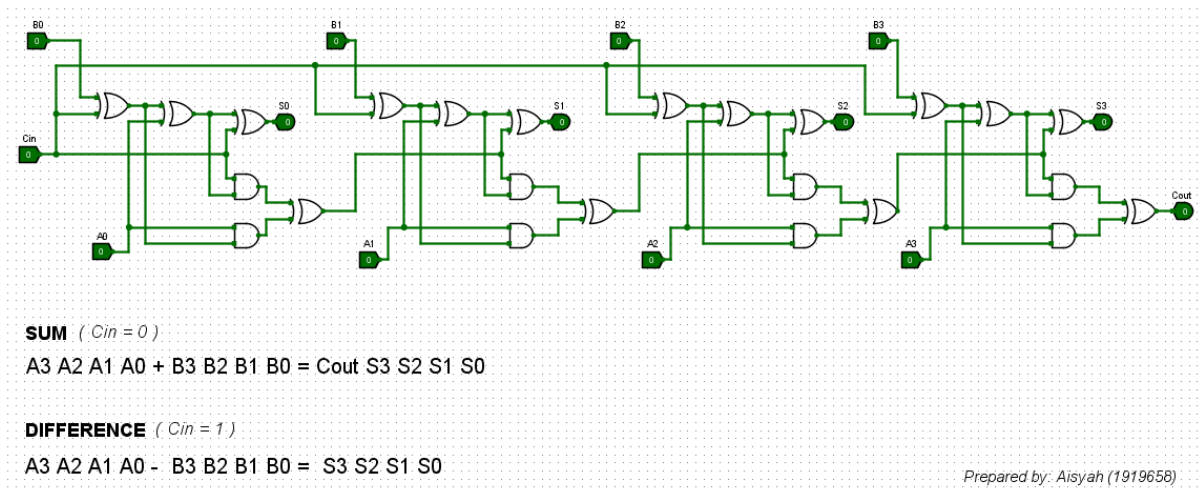 B0 B1 B2 B3
0 0 0 0
S0 S1 S2 S3
0 0 0 0
Cin
0
Cout
0
A0 A1 A2 A3
0 0 0 0
SUM ( Cin = 0 )
A3 A2 A1 A0 + B3 B2 B1 B0 = Cout S3 S2 S1 S0
DIFFERENCE ( Cin = 1 )
A3 A2 A1 A0 - B3 B2 B1 B0 = S3 S2 S1 S0
Prepared by: Aisyah (1919658)